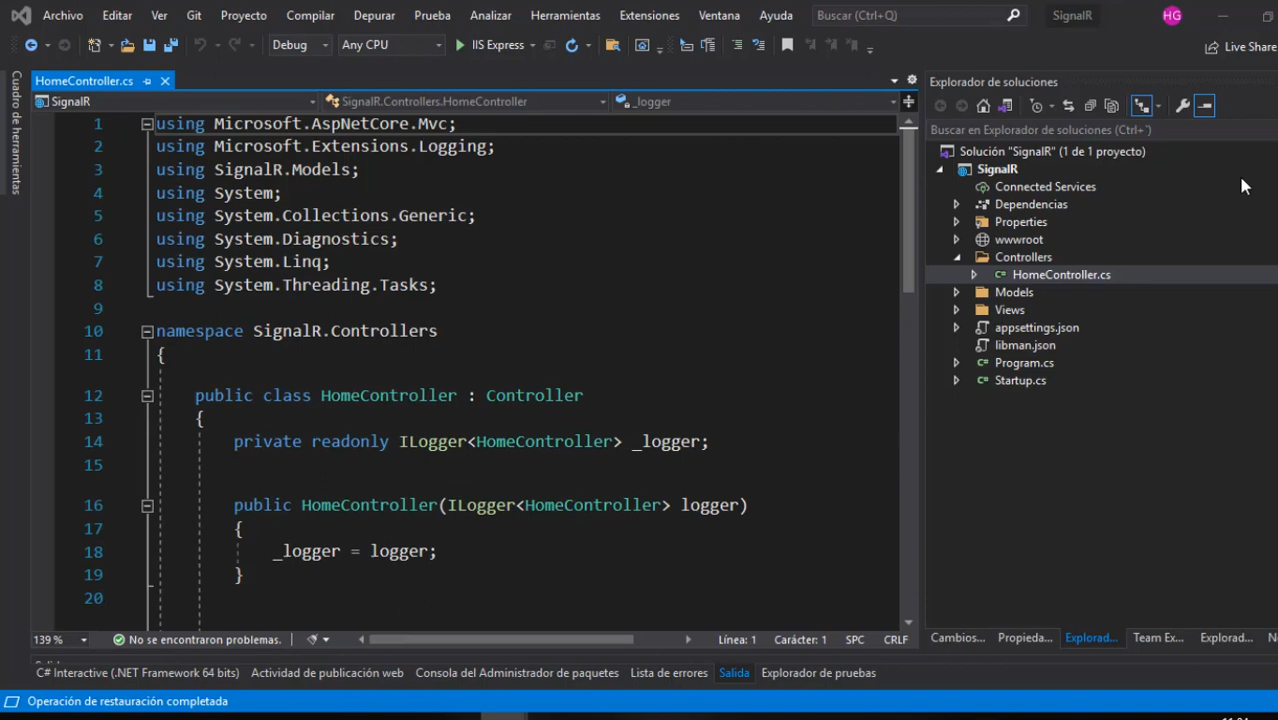 Archivo Editar Ver Git Proyecto Compilar Depurar Prueba Analizar Herramientas Extensiones Ventana Ayuda Buscar (Ctrl+Q) SignalR HG
Debug Any CPU IIS Express Live Share
Cuadro de herramientas
HomeController.cs
SignalR SignalR.Controllers.HomeController _logger
1 using Microsoft.AspNetCore.Mvc;
2 using Microsoft.Extensions.Logging;
3 using SignalR.Models;
4 using System;
5 using System.Collections.Generic;
6 using System.Diagnostics;
7 using System.Linq;
8 using System.Threading.Tasks;
9
10 namespace SignalR.Controllers
11 {
12 public class HomeController : Controller
13 {
14 private readonly ILogger<HomeController> _logger;
15
16 public HomeController(ILogger<HomeController> logger)
17 {
18 _logger = logger;
19 }
20
139 % No se encontraron problemas. Línea: 1 Carácter: 1 SPC CRLF
Explorador de soluciones
Buscar en Explorador de soluciones (Ctrl+´)
Solución "SignalR" (1 de 1 proyecto)
SignalR
Connected Services
Dependencias
Properties
wwwroot
Controllers
C# HomeController.cs
Models
Views
appsettings.json
libman.json
C# Program.cs
C# Startup.cs
Cambios... Propieda... Explorad... Team Ex... Explorad...
C# Interactive (.NET Framework 64 bits) Actividad de publicación web Consola del Administrador de paquetes Lista de errores Salida Explorador de pruebas
Operación de restauración completada